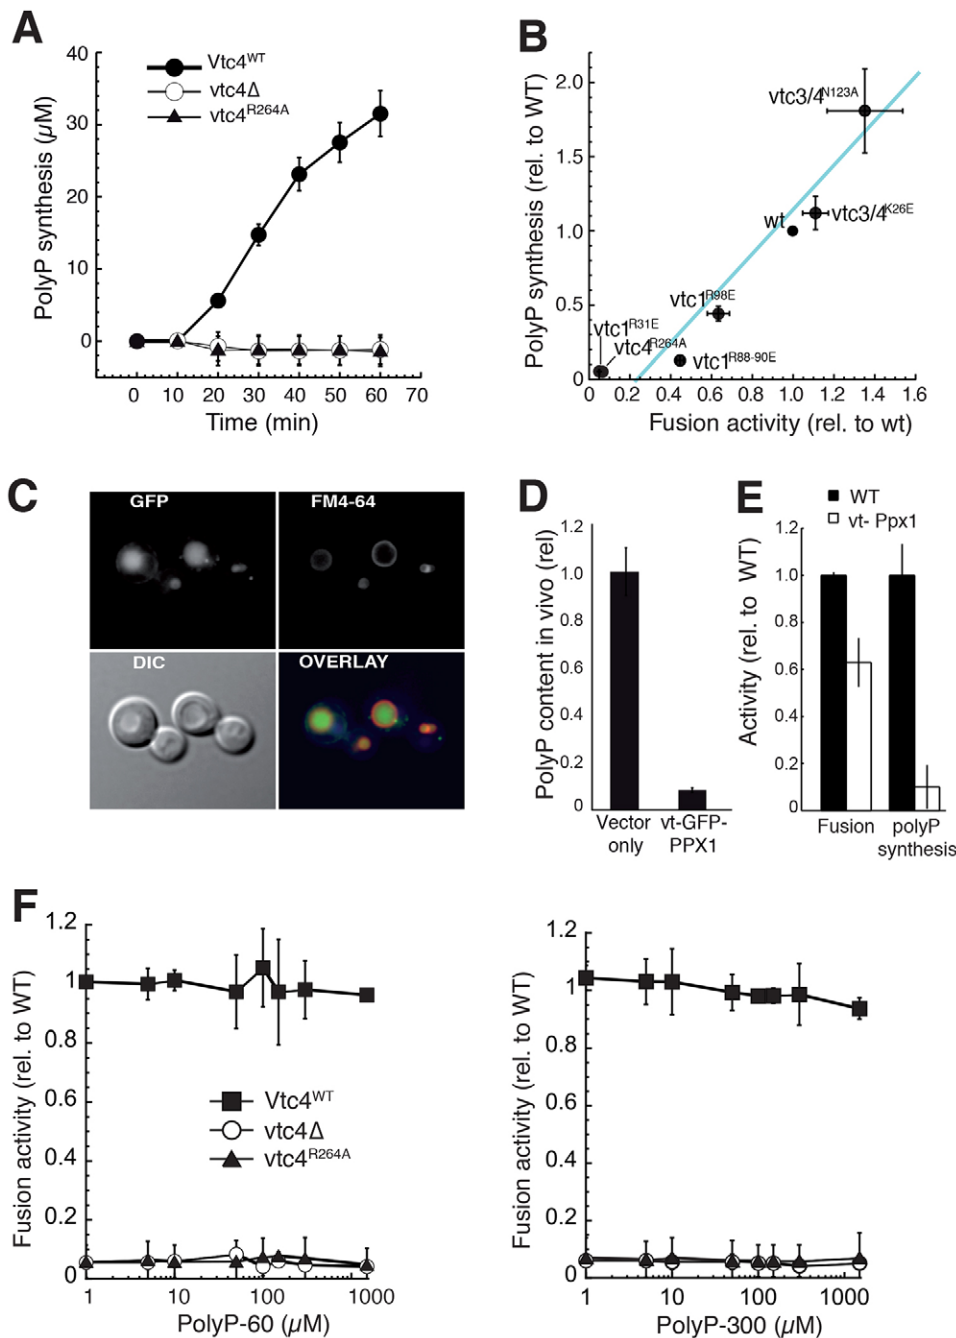 A
40
30
20
10
0
PolyP synthesis (µM)
Vtc4WT
vtc4Δ
vtc4R264A
0 10 20 30 40 50 60 70
Time (min)
B
2.0
1.5
1.0
0.5
0
PolyP synthesis (rel. to WT)
vtc3/4N123A
wt
vtc3/4K26E
vtc1R98E
vtc1R31E
vtc4R264A
vtc1R88-90E
0 0.2 0.4 0.6 0.8 1.0 1.2 1.4 1.6
Fusion activity (rel. to wt)
C
GFP
FM4-64
DIC
OVERLAY
D
1.2
1.0
0.8
0.6
0.4
0.2
0
PolyP content in vivo (rel)
Vector only
vt-GFP-PPX1
E
WT
vt- Ppx1
1.2
1.0
0.8
0.6
0.4
0.2
0
Activity (rel. to WT)
Fusion
polyP synthesis
F
1.2
1
0.8
0.6
0.4
0.2
0
Fusion activity (rel. to WT)
Vtc4WT
vtc4Δ
vtc4R264A
1 10 100 1000
PolyP-60 (µM)
1.2
1
0.8
0.6
0.4
0.2
0
Fusion activity (rel. to WT)
1 10 100 1000
PolyP-300 (µM)